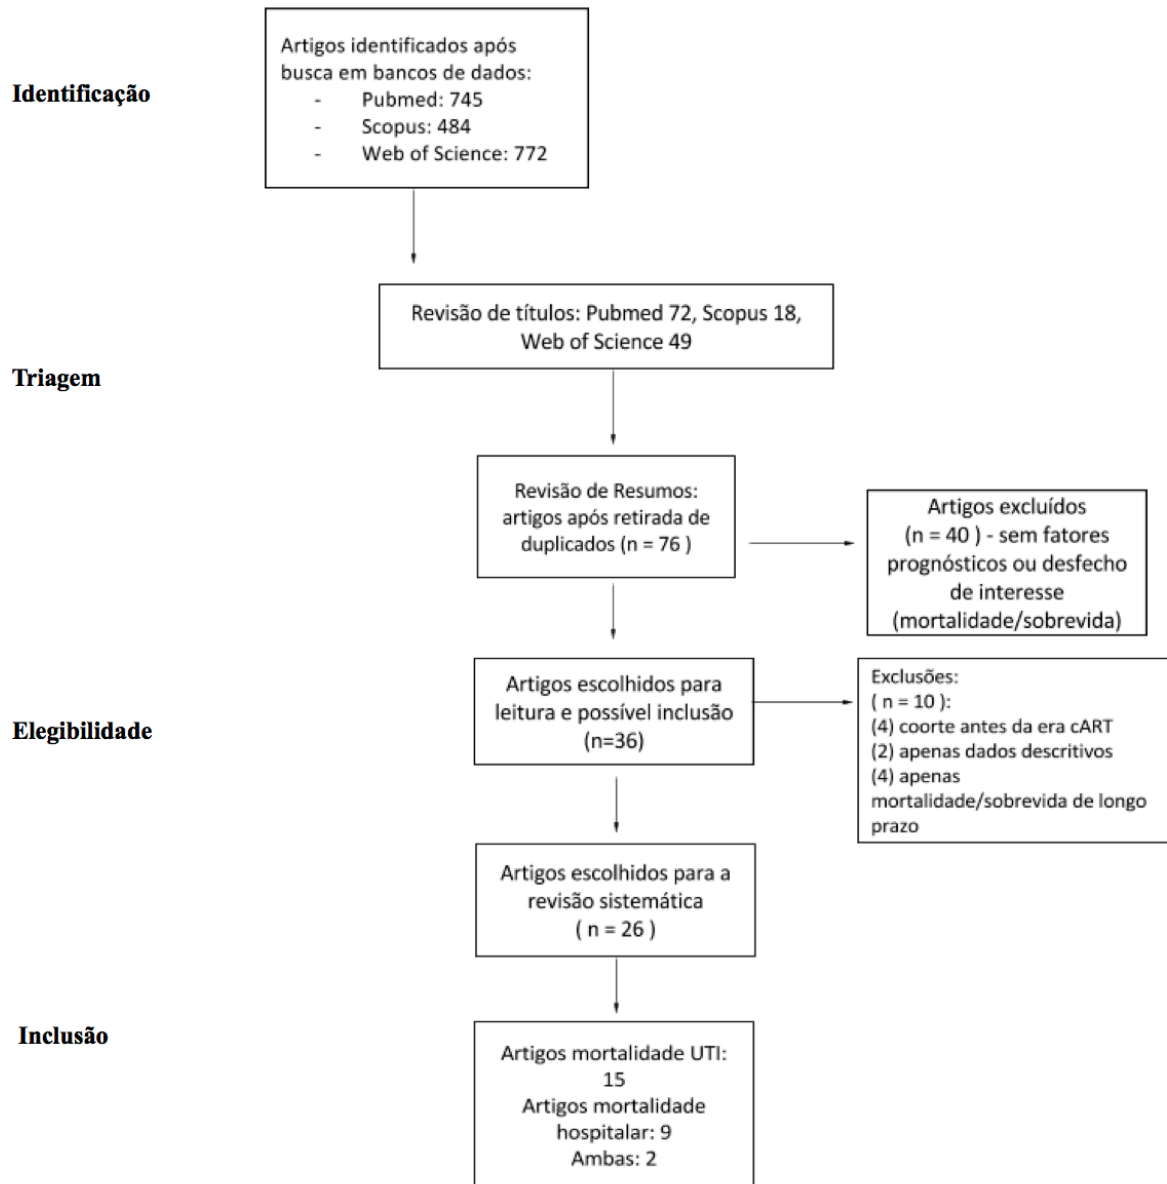 Identificação
Artigos identificados após
busca em bancos de dados:
- Pubmed: 745
- Scopus: 484
- Web of Science: 772
Revisão de títulos: Pubmed 72, Scopus 18,
Web of Science 49
Triagem
Revisão de Resumos:
artigos após retirada de
duplicados (n = 76 )
Artigos excluídos
(n = 40 ) - sem fatores
prognósticos ou desfecho
de interesse
(mortalidade/sobrevida)
Elegibilidade
Artigos escolhidos para
leitura e possível inclusão
(n=36)
Exclusões:
( n = 10 ):
(4) coorte antes da era cART
(2) apenas dados descritivos
(4) apenas
mortalidade/sobrevida de longo
prazo
Artigos escolhidos para a
revisão sistemática
( n = 26 )
Inclusão
Artigos mortalidade UTI:
15
Artigos mortalidade
hospitalar: 9
Ambas: 2